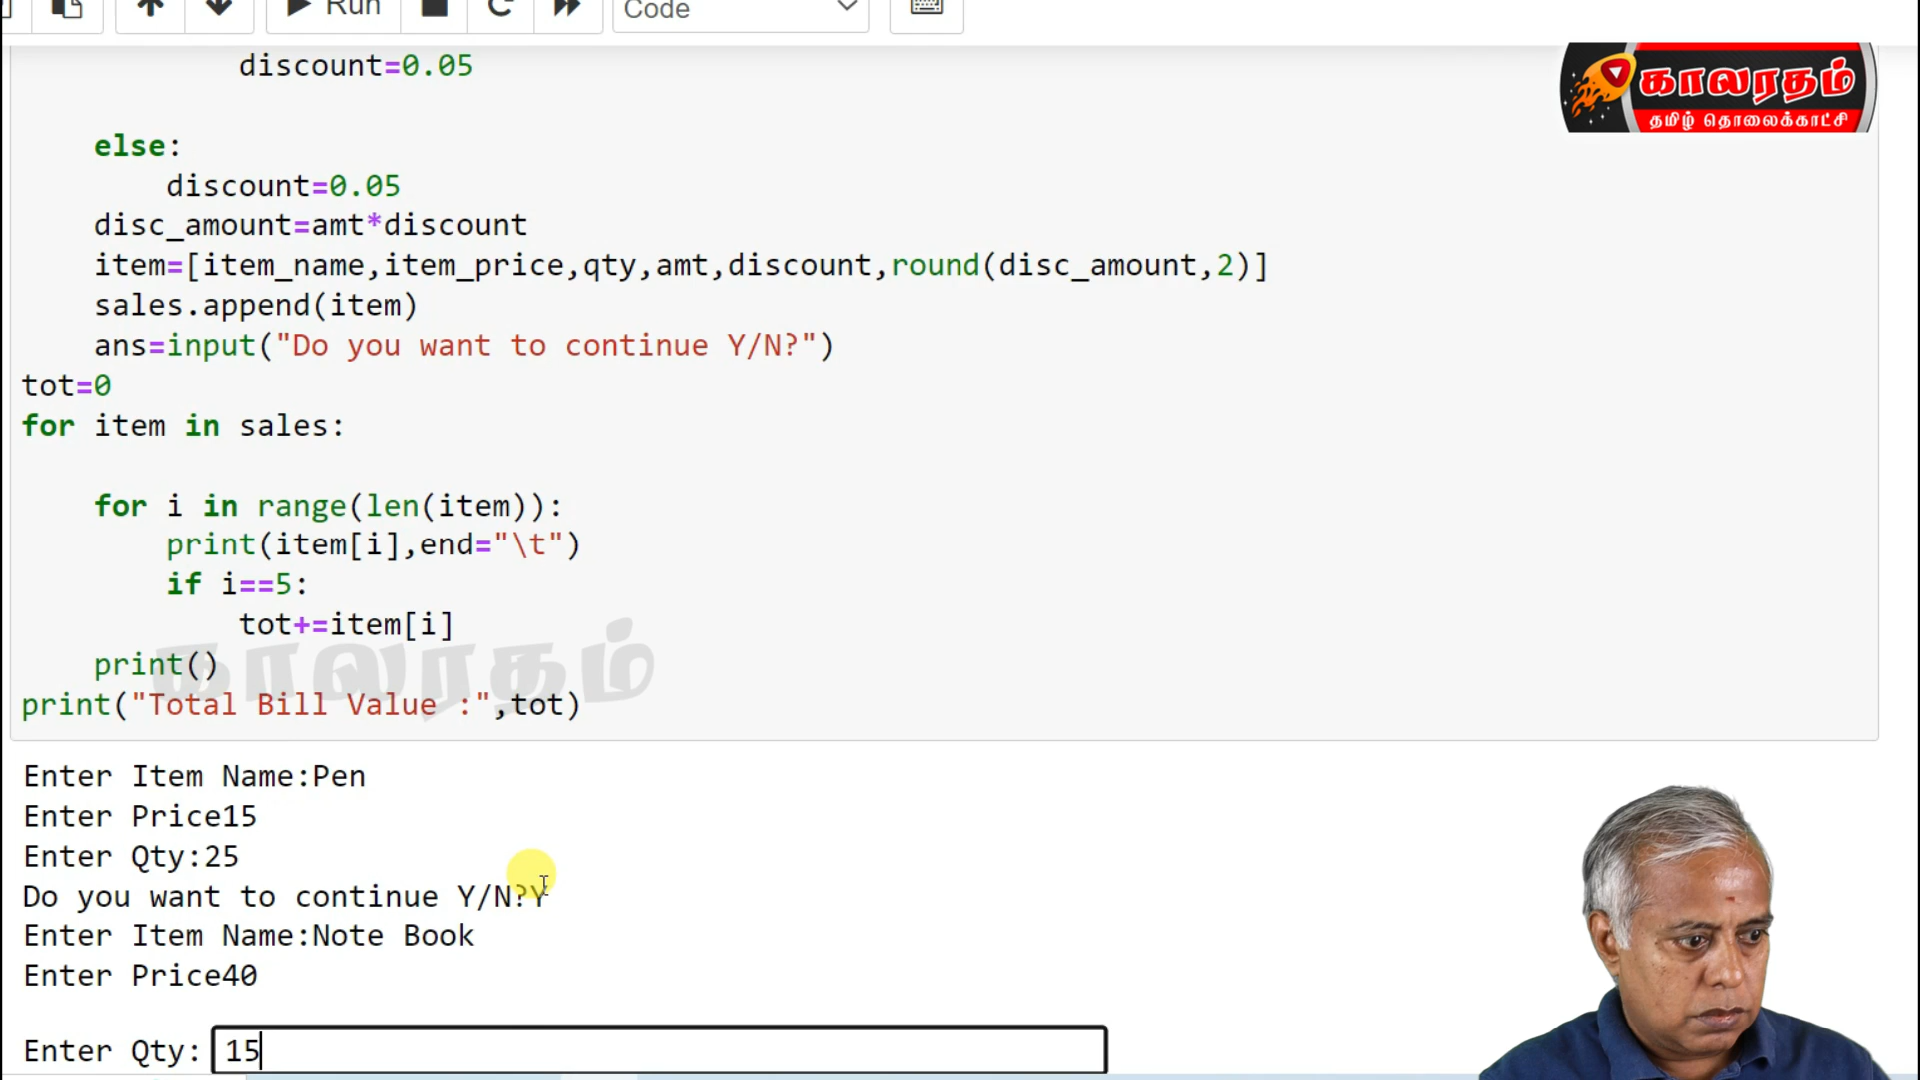 Run
Code
discount=0.05
காலரதம்
தமிழ் தொலைக்காட்சி
else:
discount=0.05
disc_amount=amt*discount
item=[item_name,item_price,qty,amt,discount,round(disc_amount,2)]
sales.append(item)
ans=input("Do you want to continue Y/N?")
tot=0
for item in sales:
for i in range(len(item)):
print(item[i],end="\t")
if i==5:
tot+=item[i]
print()
காலரதம்
print("Total Bill Value :",tot)
Enter Item Name:Pen
Enter Price15
Enter Qty:25
Do you want to continue Y/N?Y
Enter Item Name:Note Book
Enter Price40
Enter Qty: 15